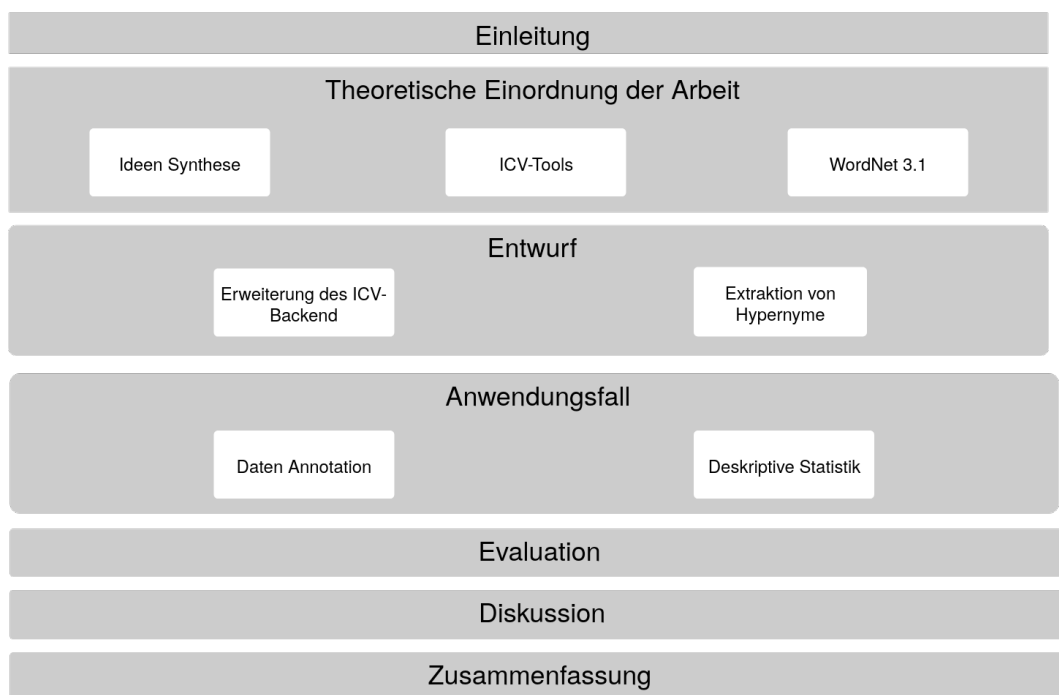 Einleitung
Theoretische Einordnung der Arbeit
Ideen Synthese
ICV-Tools
WordNet 3.1
Entwurf
Erweiterung des ICV-
Backend
Extraktion von
Hypernyme
Anwendungsfall
Daten Annotation
Deskriptive Statistik
Evaluation
Diskussion
Zusammenfassung